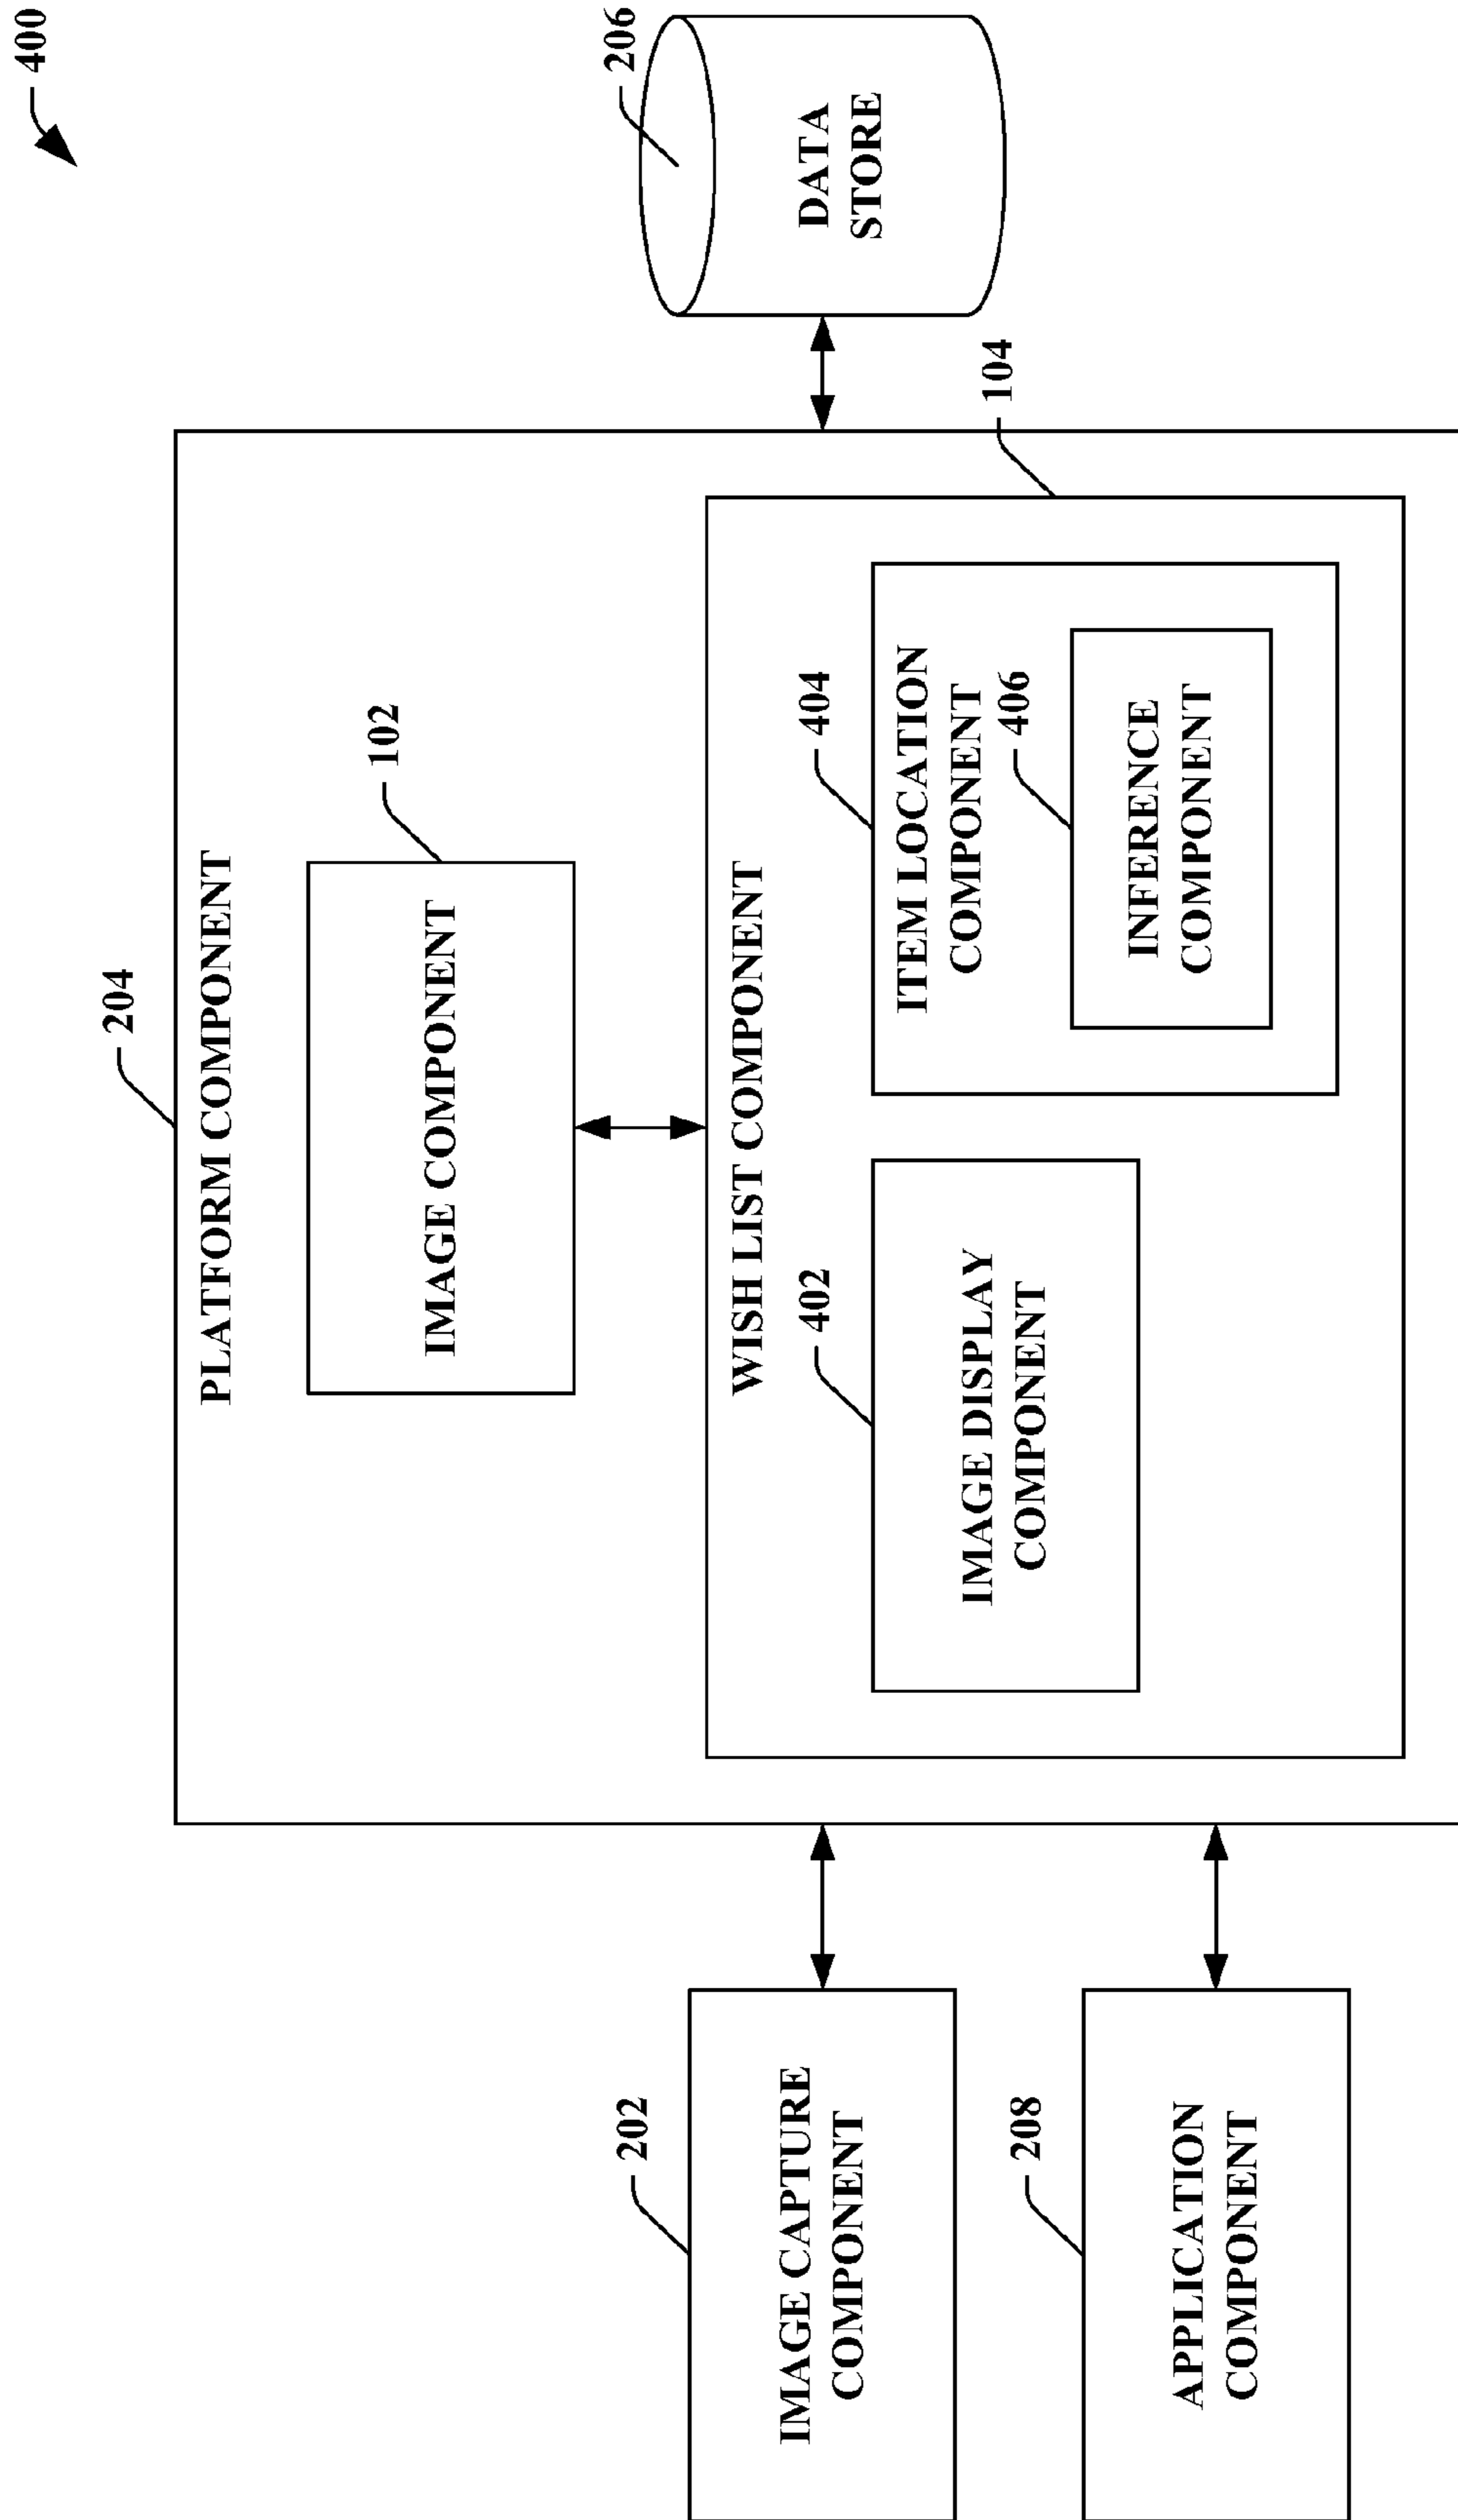 400
204
PLATFORM COMPONENT
102
IMAGE COMPONENT
202
IMAGE CAPTURE
COMPONENT
206
DATA
STORE
WISH LIST COMPONENT
104
402
IMAGE DISPLAY
COMPONENT
404
ITEM LOCATION
COMPONENT
406
INFERENCE
COMPONENT
208
APPLICATION
COMPONENT